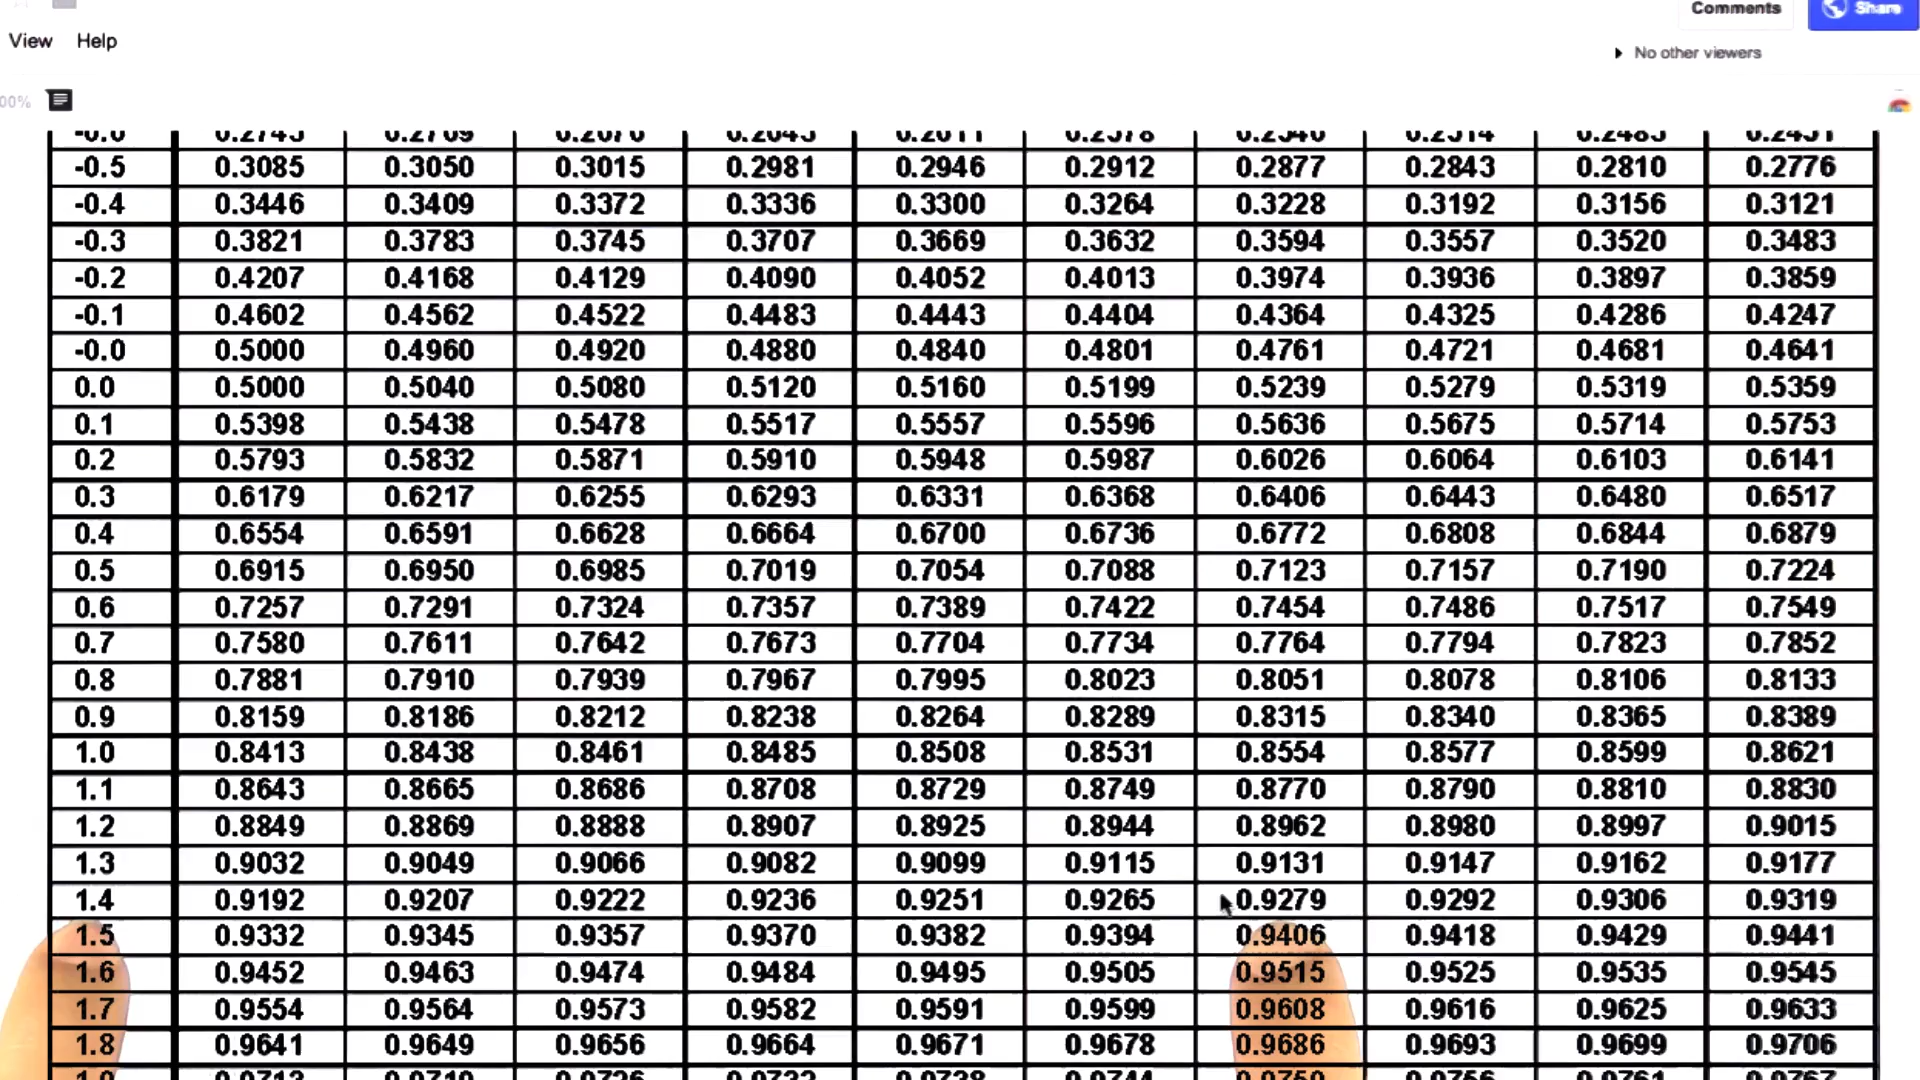 Comments
Share
View Help
No other viewers
00%
-0.5 0.3085 0.3050 0.3015 0.2981 0.2946 0.2912 0.2877 0.2843 0.2810 0.2776
-0.4 0.3446 0.3409 0.3372 0.3336 0.3300 0.3264 0.3228 0.3192 0.3156 0.3121
-0.3 0.3821 0.3783 0.3745 0.3707 0.3669 0.3632 0.3594 0.3557 0.3520 0.3483
-0.2 0.4207 0.4168 0.4129 0.4090 0.4052 0.4013 0.3974 0.3936 0.3897 0.3859
-0.1 0.4602 0.4562 0.4522 0.4483 0.4443 0.4404 0.4364 0.4325 0.4286 0.4247
-0.0 0.5000 0.4960 0.4920 0.4880 0.4840 0.4801 0.4761 0.4721 0.4681 0.4641
0.0 0.5000 0.5040 0.5080 0.5120 0.5160 0.5199 0.5239 0.5279 0.5319 0.5359
0.1 0.5398 0.5438 0.5478 0.5517 0.5557 0.5596 0.5636 0.5675 0.5714 0.5753
0.2 0.5793 0.5832 0.5871 0.5910 0.5948 0.5987 0.6026 0.6064 0.6103 0.6141
0.3 0.6179 0.6217 0.6255 0.6293 0.6331 0.6368 0.6406 0.6443 0.6480 0.6517
0.4 0.6554 0.6591 0.6628 0.6664 0.6700 0.6736 0.6772 0.6808 0.6844 0.6879
0.5 0.6915 0.6950 0.6985 0.7019 0.7054 0.7088 0.7123 0.7157 0.7190 0.7224
0.6 0.7257 0.7291 0.7324 0.7357 0.7389 0.7422 0.7454 0.7486 0.7517 0.7549
0.7 0.7580 0.7611 0.7642 0.7673 0.7704 0.7734 0.7764 0.7794 0.7823 0.7852
0.8 0.7881 0.7910 0.7939 0.7967 0.7995 0.8023 0.8051 0.8078 0.8106 0.8133
0.9 0.8159 0.8186 0.8212 0.8238 0.8264 0.8289 0.8315 0.8340 0.8365 0.8389
1.0 0.8413 0.8438 0.8461 0.8485 0.8508 0.8531 0.8554 0.8577 0.8599 0.8621
1.1 0.8643 0.8665 0.8686 0.8708 0.8729 0.8749 0.8770 0.8790 0.8810 0.8830
1.2 0.8849 0.8869 0.8888 0.8907 0.8925 0.8944 0.8962 0.8980 0.8997 0.9015
1.3 0.9032 0.9049 0.9066 0.9082 0.9099 0.9115 0.9131 0.9147 0.9162 0.9177
1.4 0.9192 0.9207 0.9222 0.9236 0.9251 0.9265 0.9279 0.9292 0.9306 0.9319
1.5 0.9332 0.9345 0.9357 0.9370 0.9382 0.9394 0.9406 0.9418 0.9429 0.9441
1.6 0.9452 0.9463 0.9474 0.9484 0.9495 0.9505 0.9515 0.9525 0.9535 0.9545
1.7 0.9554 0.9564 0.9573 0.9582 0.9591 0.9599 0.9608 0.9616 0.9625 0.9633
1.8 0.9641 0.9649 0.9656 0.9664 0.9671 0.9678 0.9686 0.9693 0.9699 0.9706